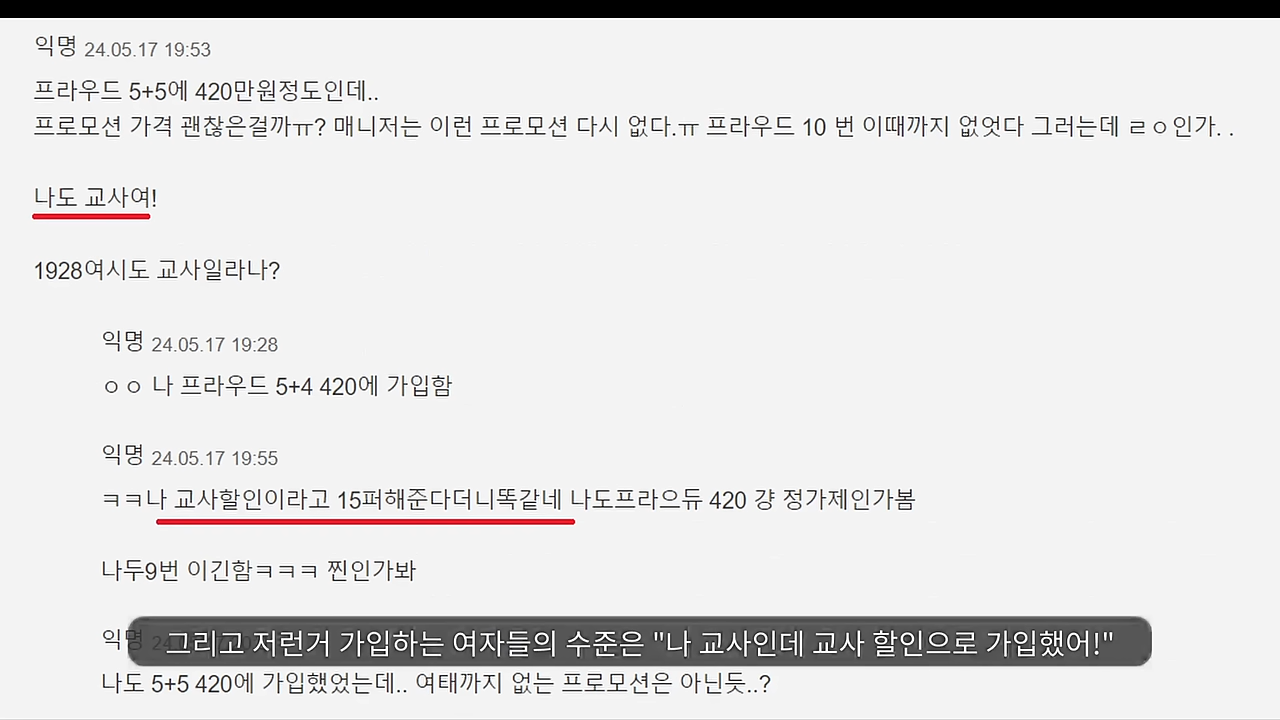 익명 24.05.17 19:53
프라우드 5+5에 420만원정도인데..
프로모션 가격 괜찮은걸까ㅠ? 매니저는 이런 프로모션 다시 없다.ㅠ 프라우드 10 번 이때까지 없엇다 그러는데 ㄹㅇ인가. .
나도 교사여!
1928여시도 교사일라나?
익명 24.05.17 19:28
ㅇㅇ 나 프라우드 5+4 420에 가입함
익명 24.05.17 19:55
ㅋㅋ나 교사할인이라고 15퍼해준다더니똑같네 나도프라으듀 420 걍 정가제인가봄
나두9번 이긴함ㅋㅋㅋ 찐인가봐
익명
그리고 저런거 가입하는 여자들의 수준은 "나 교사인데 교사 할인으로 가입했어!"
나도 5+5 420에 가입했었는데.. 여태까지 없는 프로모션은 아닌듯..?